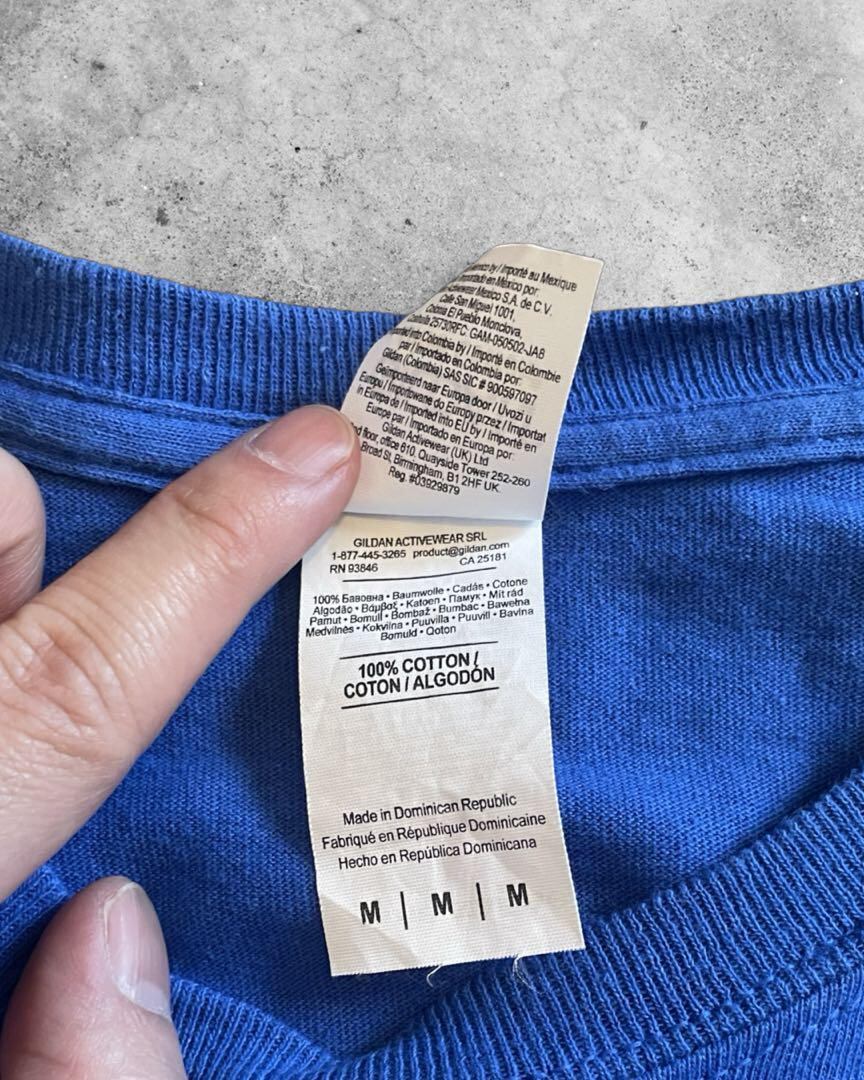 / Importé au Mexique
Importado en México por:
Activewear Mexico S.A. de C.V.
Calle San Miguel 1001,
Colonia El Pueblo Monclova,
25730RFC: GAM-050502-JA8
into Colombia by / Importé en Colombie
par / Importado en Colombia por:
Gildan (Colombia) SAS SIC # 900597097
Geïmporteerd naar Europa door / Uvozi u
Europu / Importowane do Europy przez / Importat
in Europa de / Imported into EU by / Importé en
Europe par / Importado en Europa por:
Gildan Activewear (UK) Ltd
floor, office 610, Quayside Tower 252-260
Broad St, Birmingham, B1 2HF UK.
Reg. #03929879
GILDAN ACTIVEWEAR SRL
1-877-445-3265 product@gildan.com
RN 93846 CA 25181
100% Бавовна • Baumwolle • Cadás • Cotone
Algodão • Βάμβαξ • Katoen • Памук • Mit rád
Pamut • Bomull • Bombaž • Bumbac • Bawełna
Medvilnės • Kokvilna • Puuvilla • Puuvill • Bavlna
Bomuld • Qoton
100% COTTON /
COTON / ALGODÓN
Made in Dominican Republic
Fabriqué en République Dominicaine
Hecho en República Dominicana
M | M | M